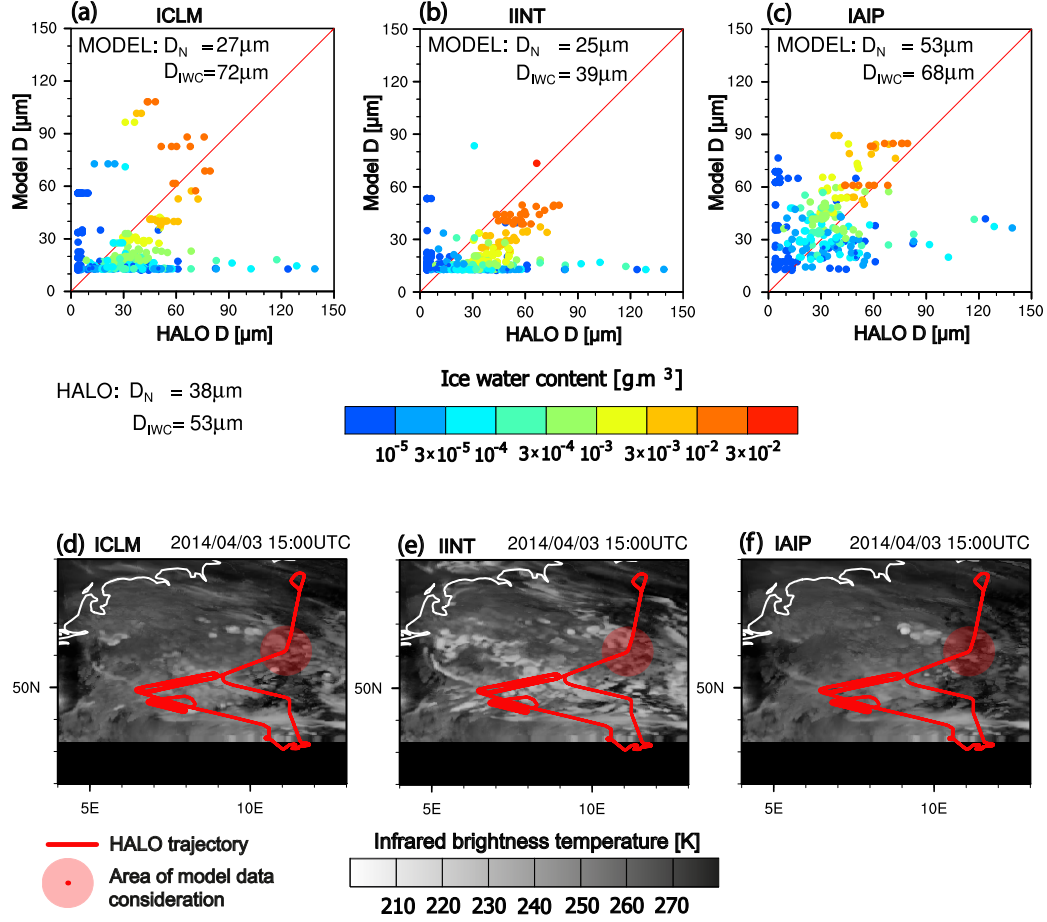 (a) ICLM
MODEL: D_N = 27μm
D_IWC=72μm
150
120
90
60
30
0
Model D [μm]
0 30 60 90 120 150
HALO D [μm]
(b) IINT
MODEL: D_N = 25μm
D_IWC = 39μm
150
120
90
60
30
0
Model D [μm]
0 30 60 90 120 150
HALO D [μm]
(c) IAIP
MODEL: D_N = 53μm
D_IWC = 68μm
150
120
90
60
30
0
Model D [μm]
0 30 60 90 120 150
HALO D [μm]
HALO: D_N = 38μm
D_IWC = 53μm
Ice water content [g.m ³]
10⁻⁵ 3×10⁻⁵ 10⁻⁴ 3×10⁻⁴ 10⁻³ 3×10⁻³ 10⁻² 3×10⁻²
(d) ICLM 2014/04/03 15:00UTC
50N
5E 10E
(e) IINT 2014/04/03 15:00UTC
50N
5E 10E
(f) IAIP 2014/04/03 15:00UTC
50N
5E 10E
HALO trajectory
Area of model data
consideration
Infrared brightness temperature [K]
210 220 230 240 250 260 270